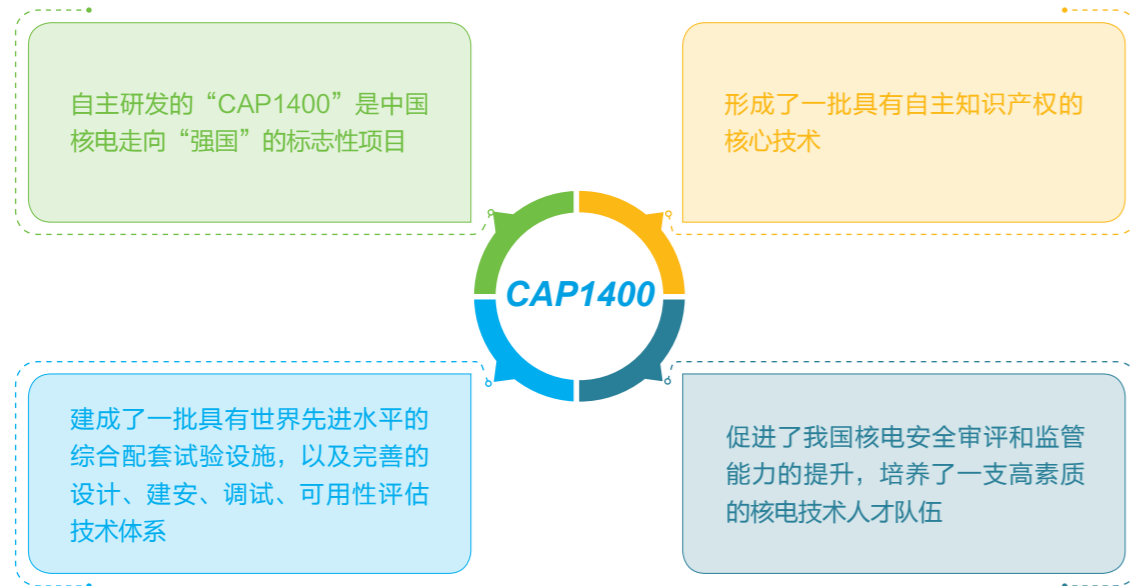 自主研发的“CAP1400”是中国
核电走向“强国”的标志性项目
形成了一批具有自主知识产权的
核心技术
CAP1400
建成了一批具有世界先进水平的
综合配套试验设施，以及完善的
设计、建安、调试、可用性评估
技术体系
促进了我国核电安全审评和监管
能力的提升，培养了一支高素质
的核电技术人才队伍